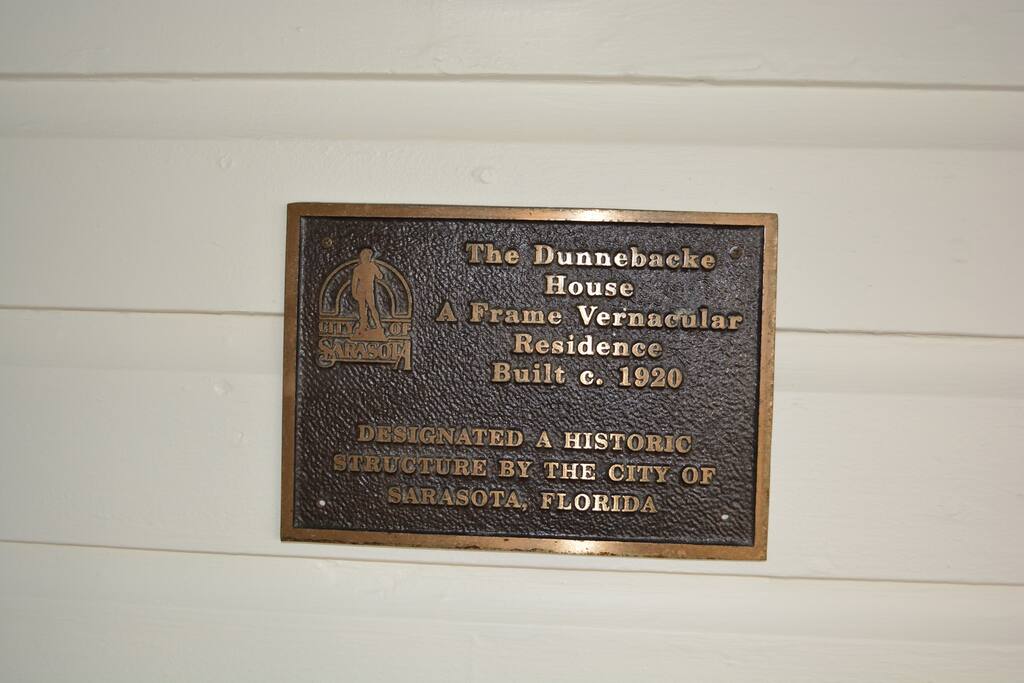 CITY OF
SARASOTA
The Dunnebacke
House
A Frame Vernacular
Residence
Built c. 1920
DESIGNATED A HISTORIC
STRUCTURE BY THE CITY OF
SARASOTA, FLORIDA